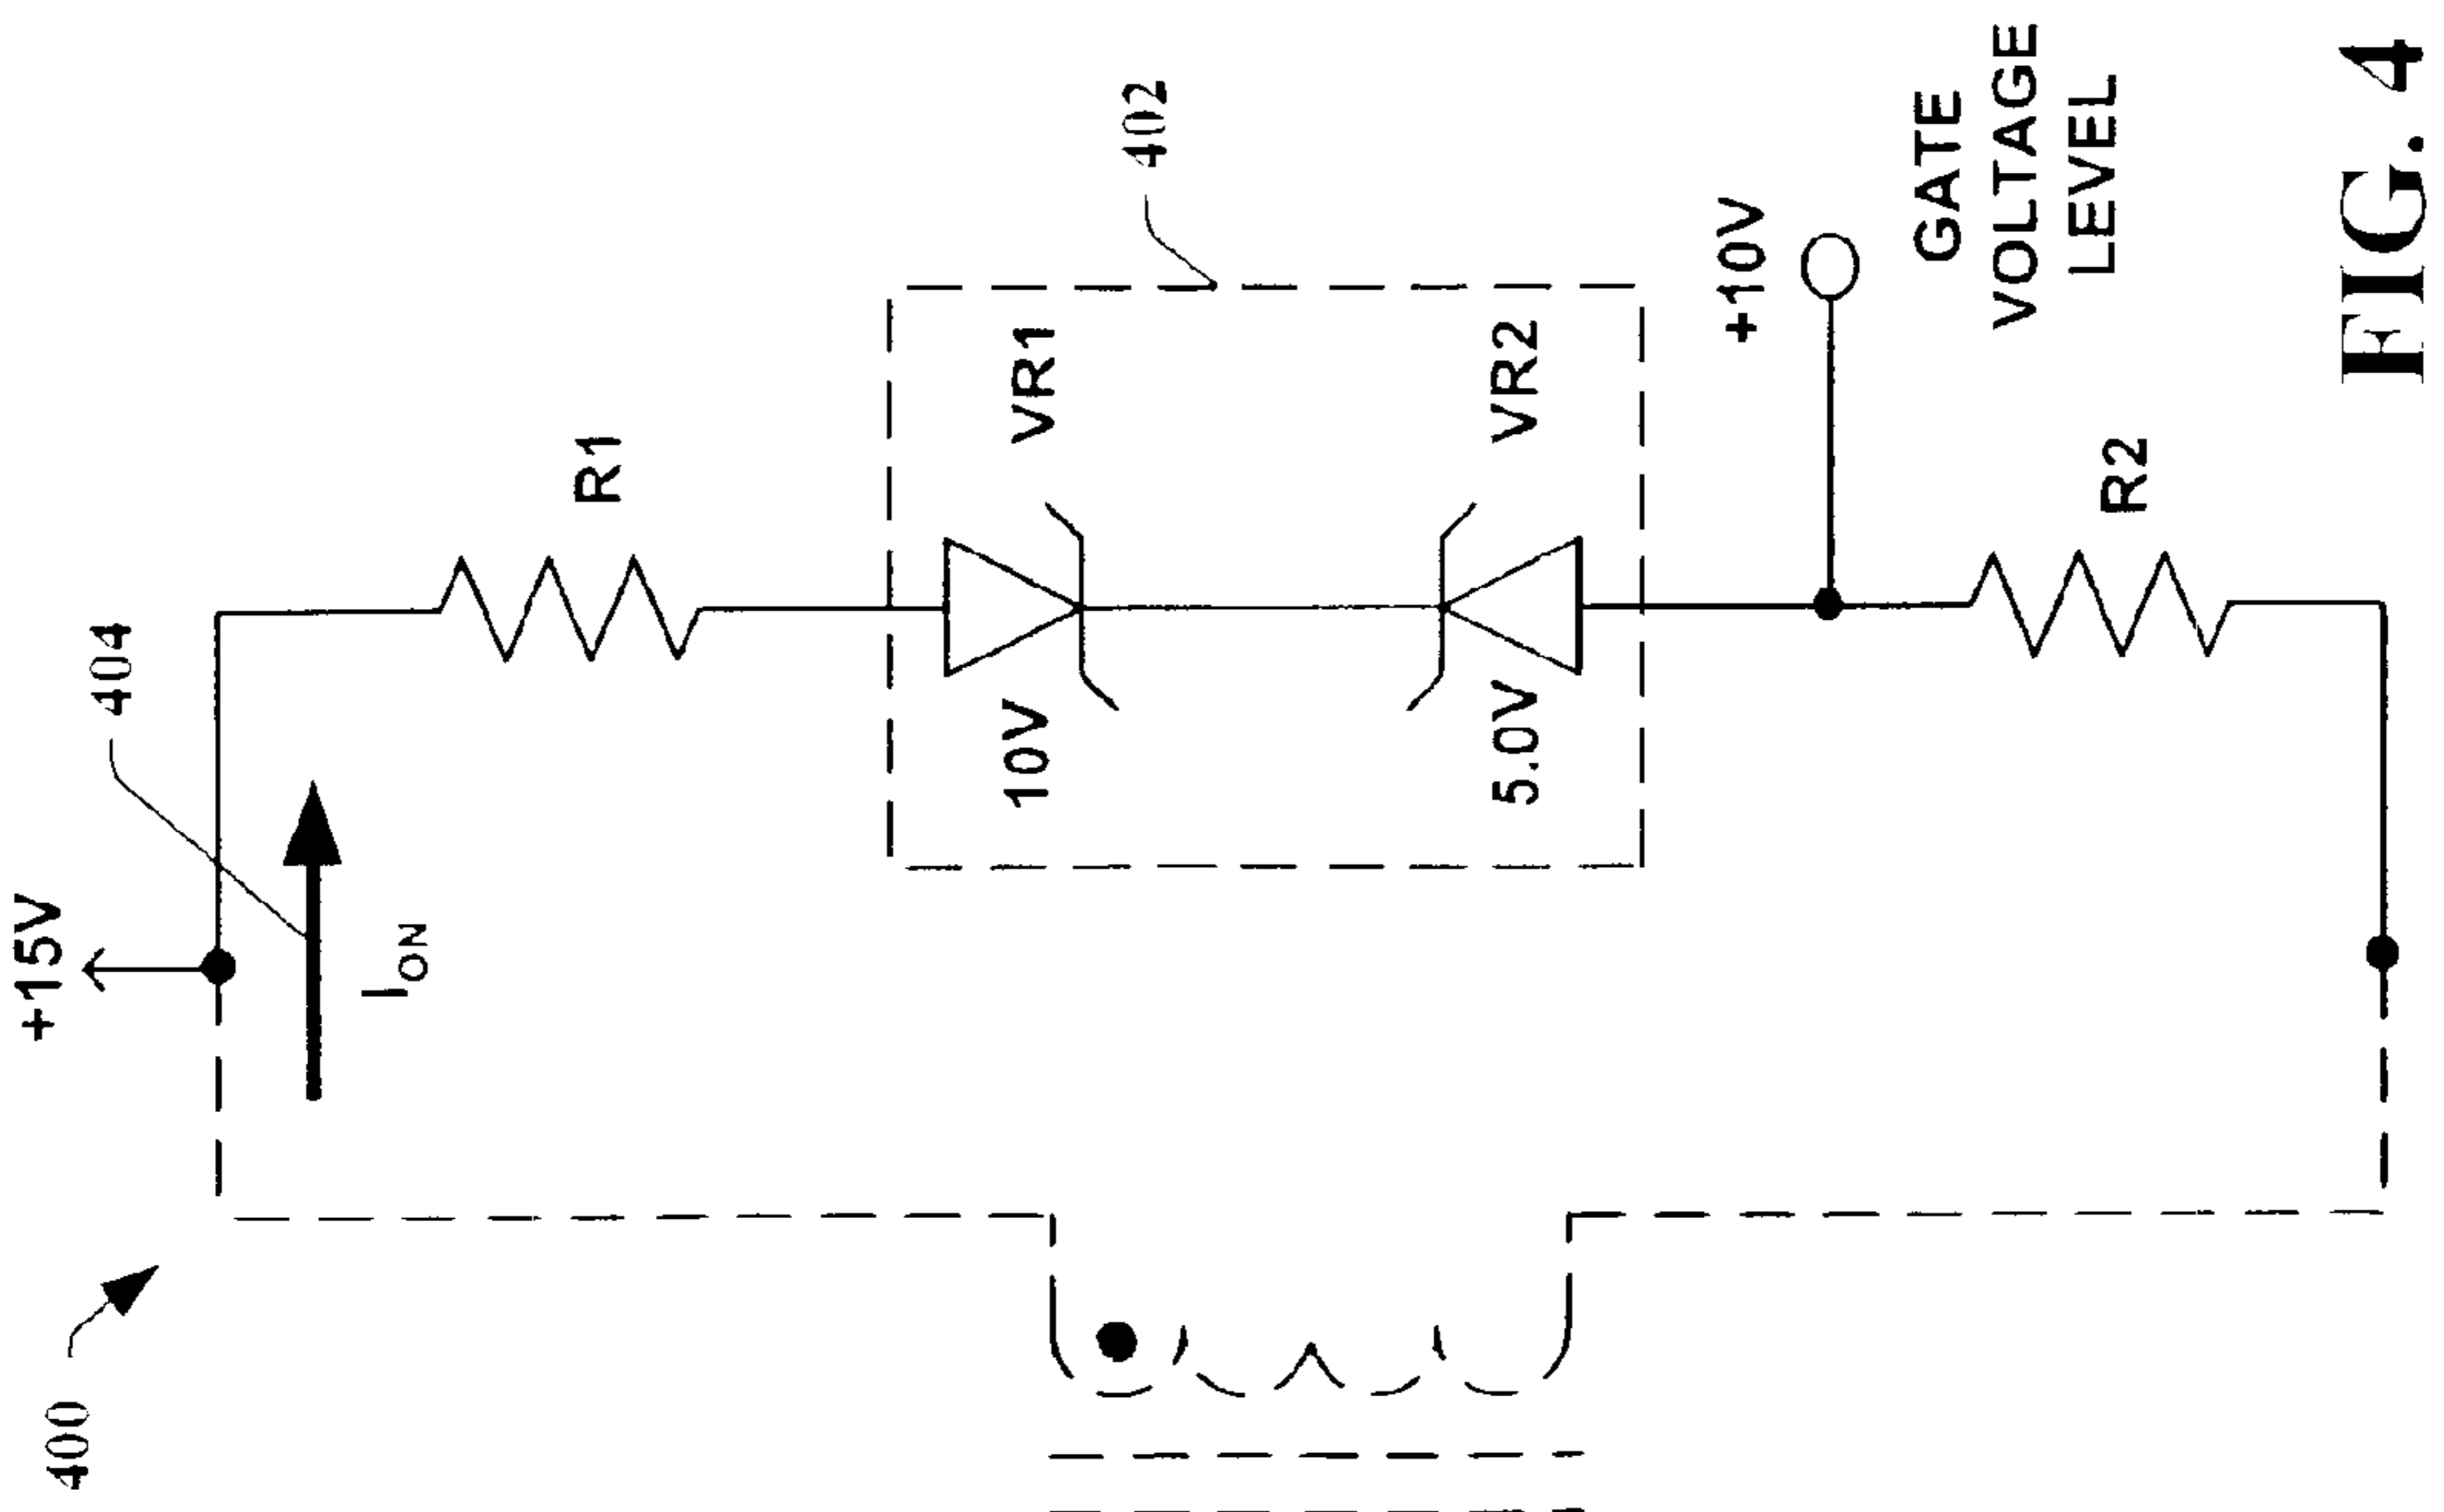 400
+15V
404
I_ON
R1
402
10V
VR1
5.0V
VR2
+10V
GATE
VOLTAGE
LEVEL
R2
FIG. 4